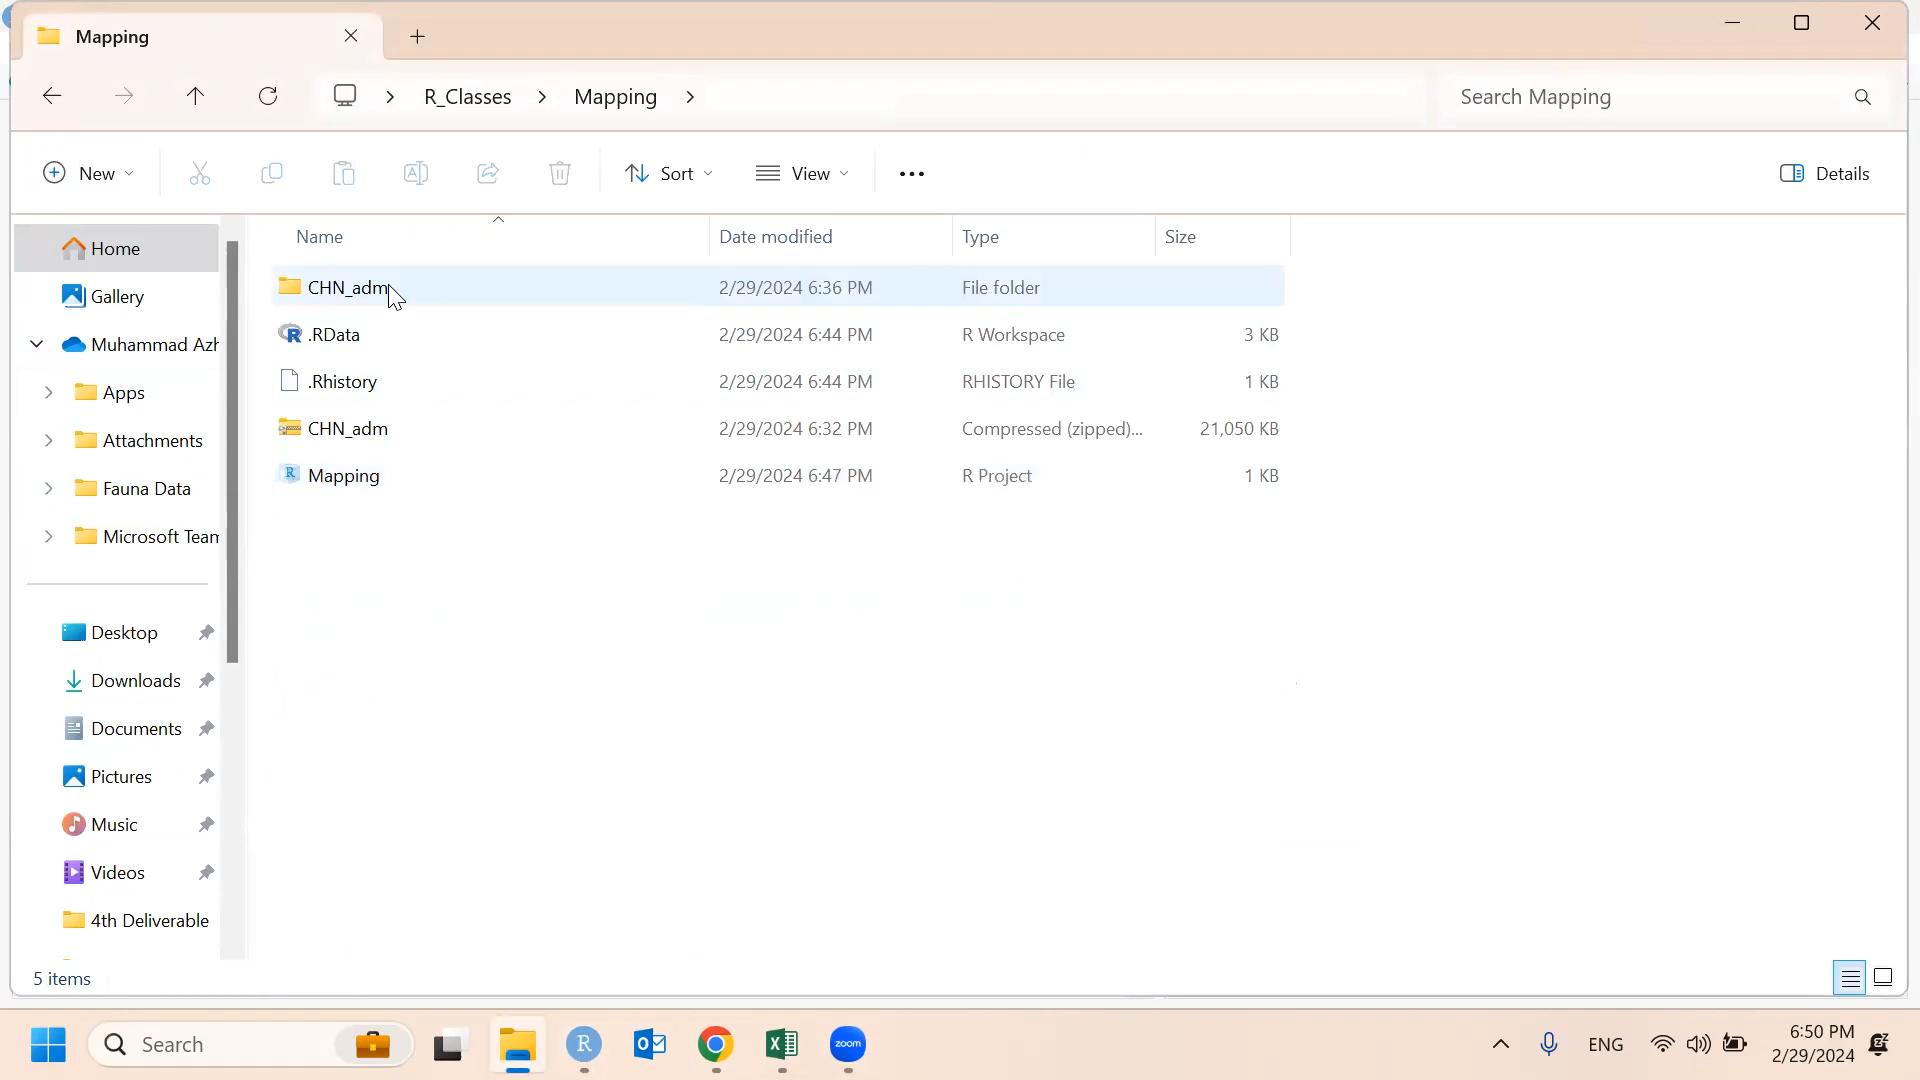 Mapping
R_Classes
Mapping
Search Mapping
New
Sort
View
Details
Name
Date modified
Type
Size
CHN_adm
2/29/2024 6:36 PM
File folder
.RData
2/29/2024 6:44 PM
R Workspace
3 KB
.Rhistory
2/29/2024 6:44 PM
RHISTORY File
1 KB
CHN_adm
2/29/2024 6:32 PM
Compressed (zipped)...
21,050 KB
Mapping
2/29/2024 6:47 PM
R Project
1 KB
Home
Gallery
Muhammad Azh
Apps
Attachments
Fauna Data
Microsoft Team
Desktop
Downloads
Documents
Pictures
Music
Videos
4th Deliverable
5 items
Search
zoom
ENG
6:50 PM
2/29/2024